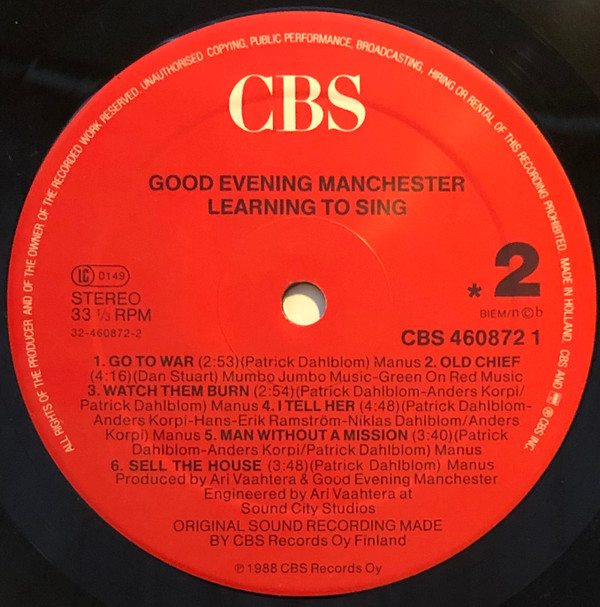 ALL RIGHTS OF THE PRODUCER AND OF THE OWNER OF THE RECORDED WORK RESERVED. UNAUTHORISED COPYING, PUBLIC PERFORMANCE, BROADCASTING, HIRING OR RENTAL OF THIS RECORDING PROHIBITED. MADE IN HOLLAND. CBS AND ® CBS INC.
CBS
GOOD EVENING MANCHESTER
LEARNING TO SING
LC 0149
STEREO
33 ⅓ RPM
32-460872-2
* 2
BIEM/n©b
CBS 460872 1
1. GO TO WAR (2:53)(Patrick Dahlblom) Manus 2. OLD CHIEF
(4:16)(Dan Stuart) Mumbo Jumbo Music-Green On Red Music
3. WATCH THEM BURN (2:54)(Patrick Dahlblom-Anders Korpi/
Patrick Dahlblom) Manus 4. I TELL HER (4:48)(Patrick Dahlblom-
Anders Korpi-Hans-Erik Ramström-Niklas Dahlblom/Anders
Korpi) Manus 5. MAN WITHOUT A MISSION (3:40)(Patrick
Dahlblom-Anders Korpi/Patrick Dahlblom) Manus
6. SELL THE HOUSE (3:48)(Patrick Dahlblom) Manus
Produced by Ari Vaahtera & Good Evening Manchester
Engineered by Ari Vaahtera at
Sound City Studios
ORIGINAL SOUND RECORDING MADE
BY CBS Records Oy Finland
℗ 1988 CBS Records Oy